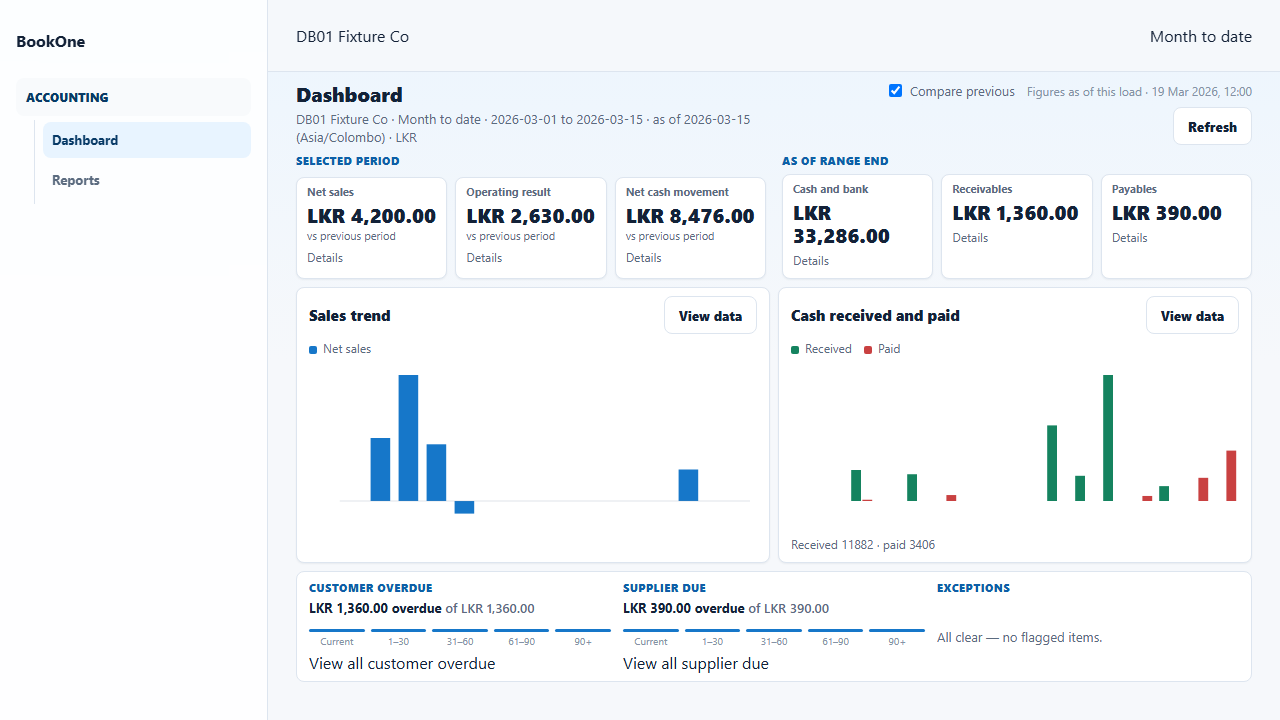 BookOne
ACCOUNTING
Dashboard
Reports
DB01 Fixture Co
Month to date
Dashboard
DB01 Fixture Co · Month to date · 2026-03-01 to 2026-03-15 · as of 2026-03-15
(Asia/Colombo) · LKR
Compare previous
Figures as of this load · 19 Mar 2026, 12:00
Refresh
SELECTED PERIOD
Net sales
LKR 4,200.00
vs previous period
Details
Operating result
LKR 2,630.00
vs previous period
Details
Net cash movement
LKR 8,476.00
vs previous period
Details
AS OF RANGE END
Cash and bank
LKR
33,286.00
Details
Receivables
LKR 1,360.00
Details
Payables
LKR 390.00
Details
Sales trend
View data
Net sales
Cash received and paid
View data
Received
Paid
Received 11882 · paid 3406
CUSTOMER OVERDUE
LKR 1,360.00 overdue of LKR 1,360.00
Current 1–30 31–60 61–90 90+
View all customer overdue
SUPPLIER DUE
LKR 390.00 overdue of LKR 390.00
Current 1–30 31–60 61–90 90+
View all supplier due
EXCEPTIONS
All clear — no flagged items.